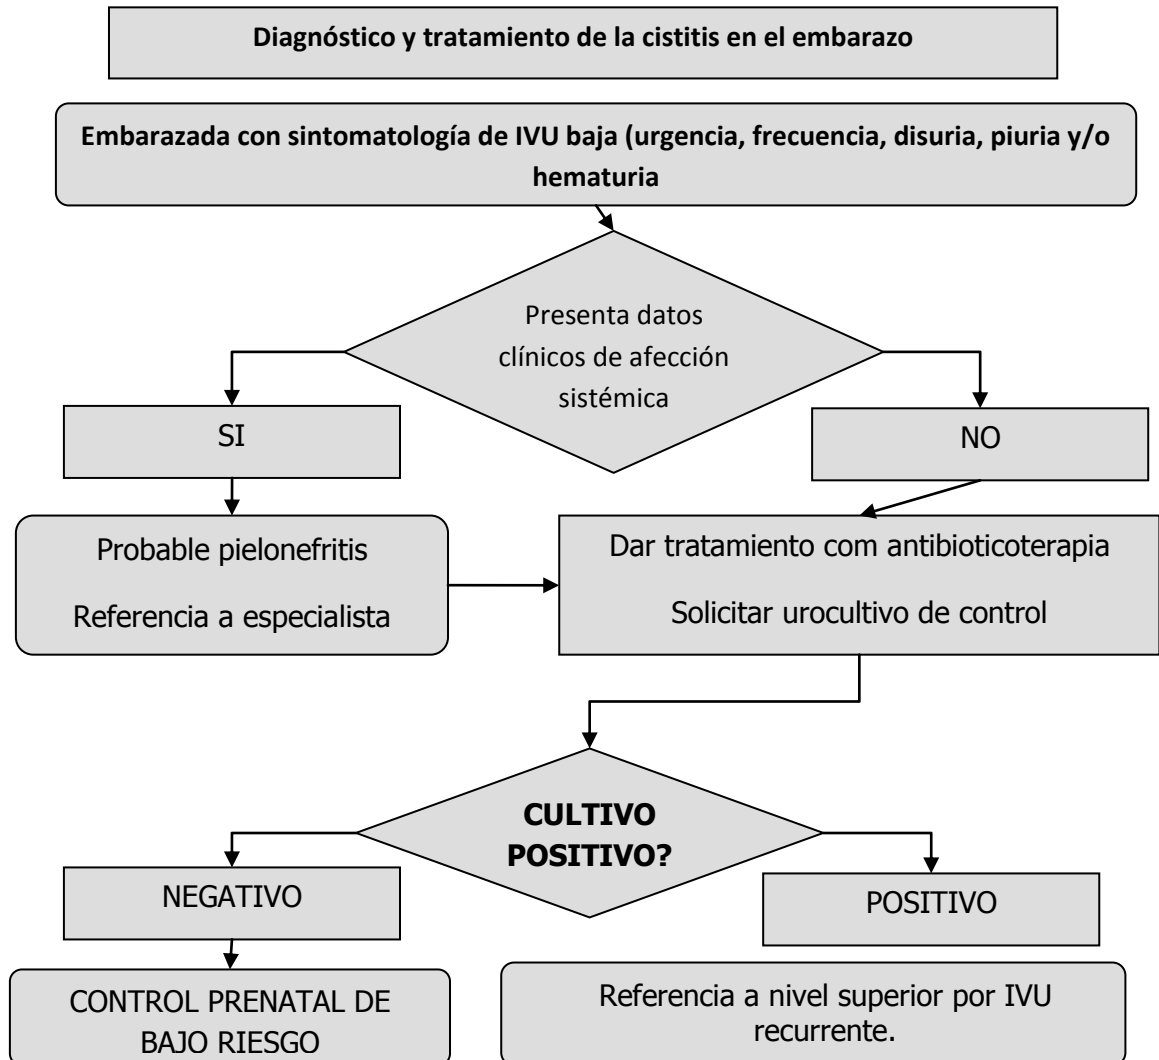 Diagnóstico y tratamiento de la cistitis en el embarazo
Embarazada con sintomatología de IVU baja (urgencia, frecuencia, disuria, piuria y/o
hematuria
Presenta datos
clínicos de afección
sistémica
SI
NO
Probable pielonefritis
Referencia a especialista
Dar tratamiento com antibioticoterapia
Solicitar urocultivo de control
CULTIVO
POSITIVO?
NEGATIVO
POSITIVO
CONTROL PRENATAL DE
BAJO RIESGO
Referencia a nivel superior por IVU
recurrente.